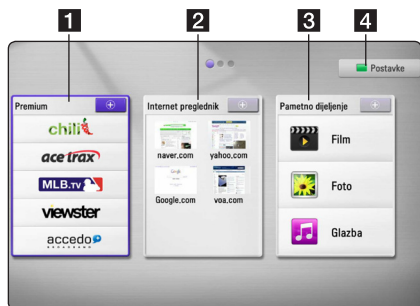 1 2 3 4
Postavke
Premium
chili
acetrax
MLB.TV
viewster
accedo
BROADBAND
Internet preglednik
naver.com yahoo.com
Google.com voa.com
Pametno dijeljenje
Film
Foto
Glazba